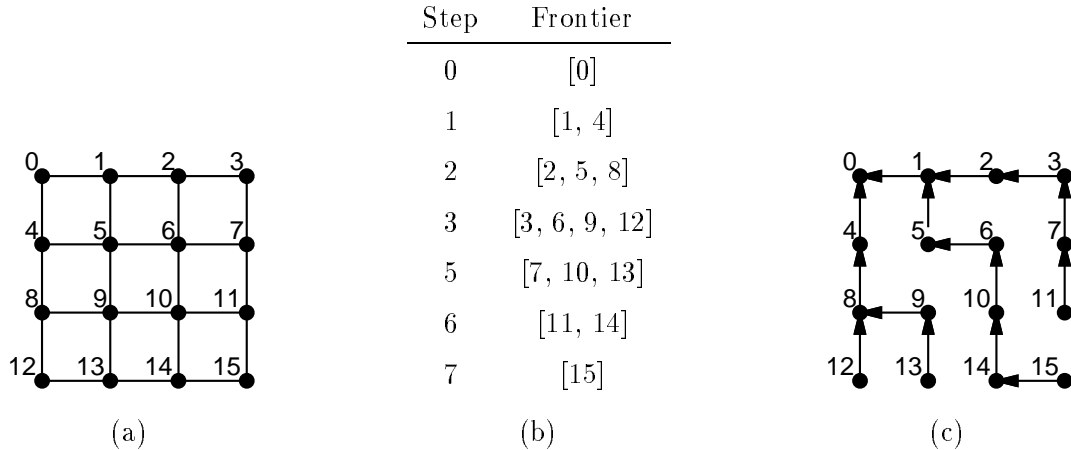 Step Frontier
0 [0]
1 [1, 4]
2 [2, 5, 8]
3 [3, 6, 9, 12]
5 [7, 10, 13]
6 [11, 14]
7 [15]
0 1 2 3
4 5 6 7
8 9 10 11
12 13 14 15
0 1 2 3
4 5 6 7
8 9 10 11
12 13 14 15
(a) (b) (c)